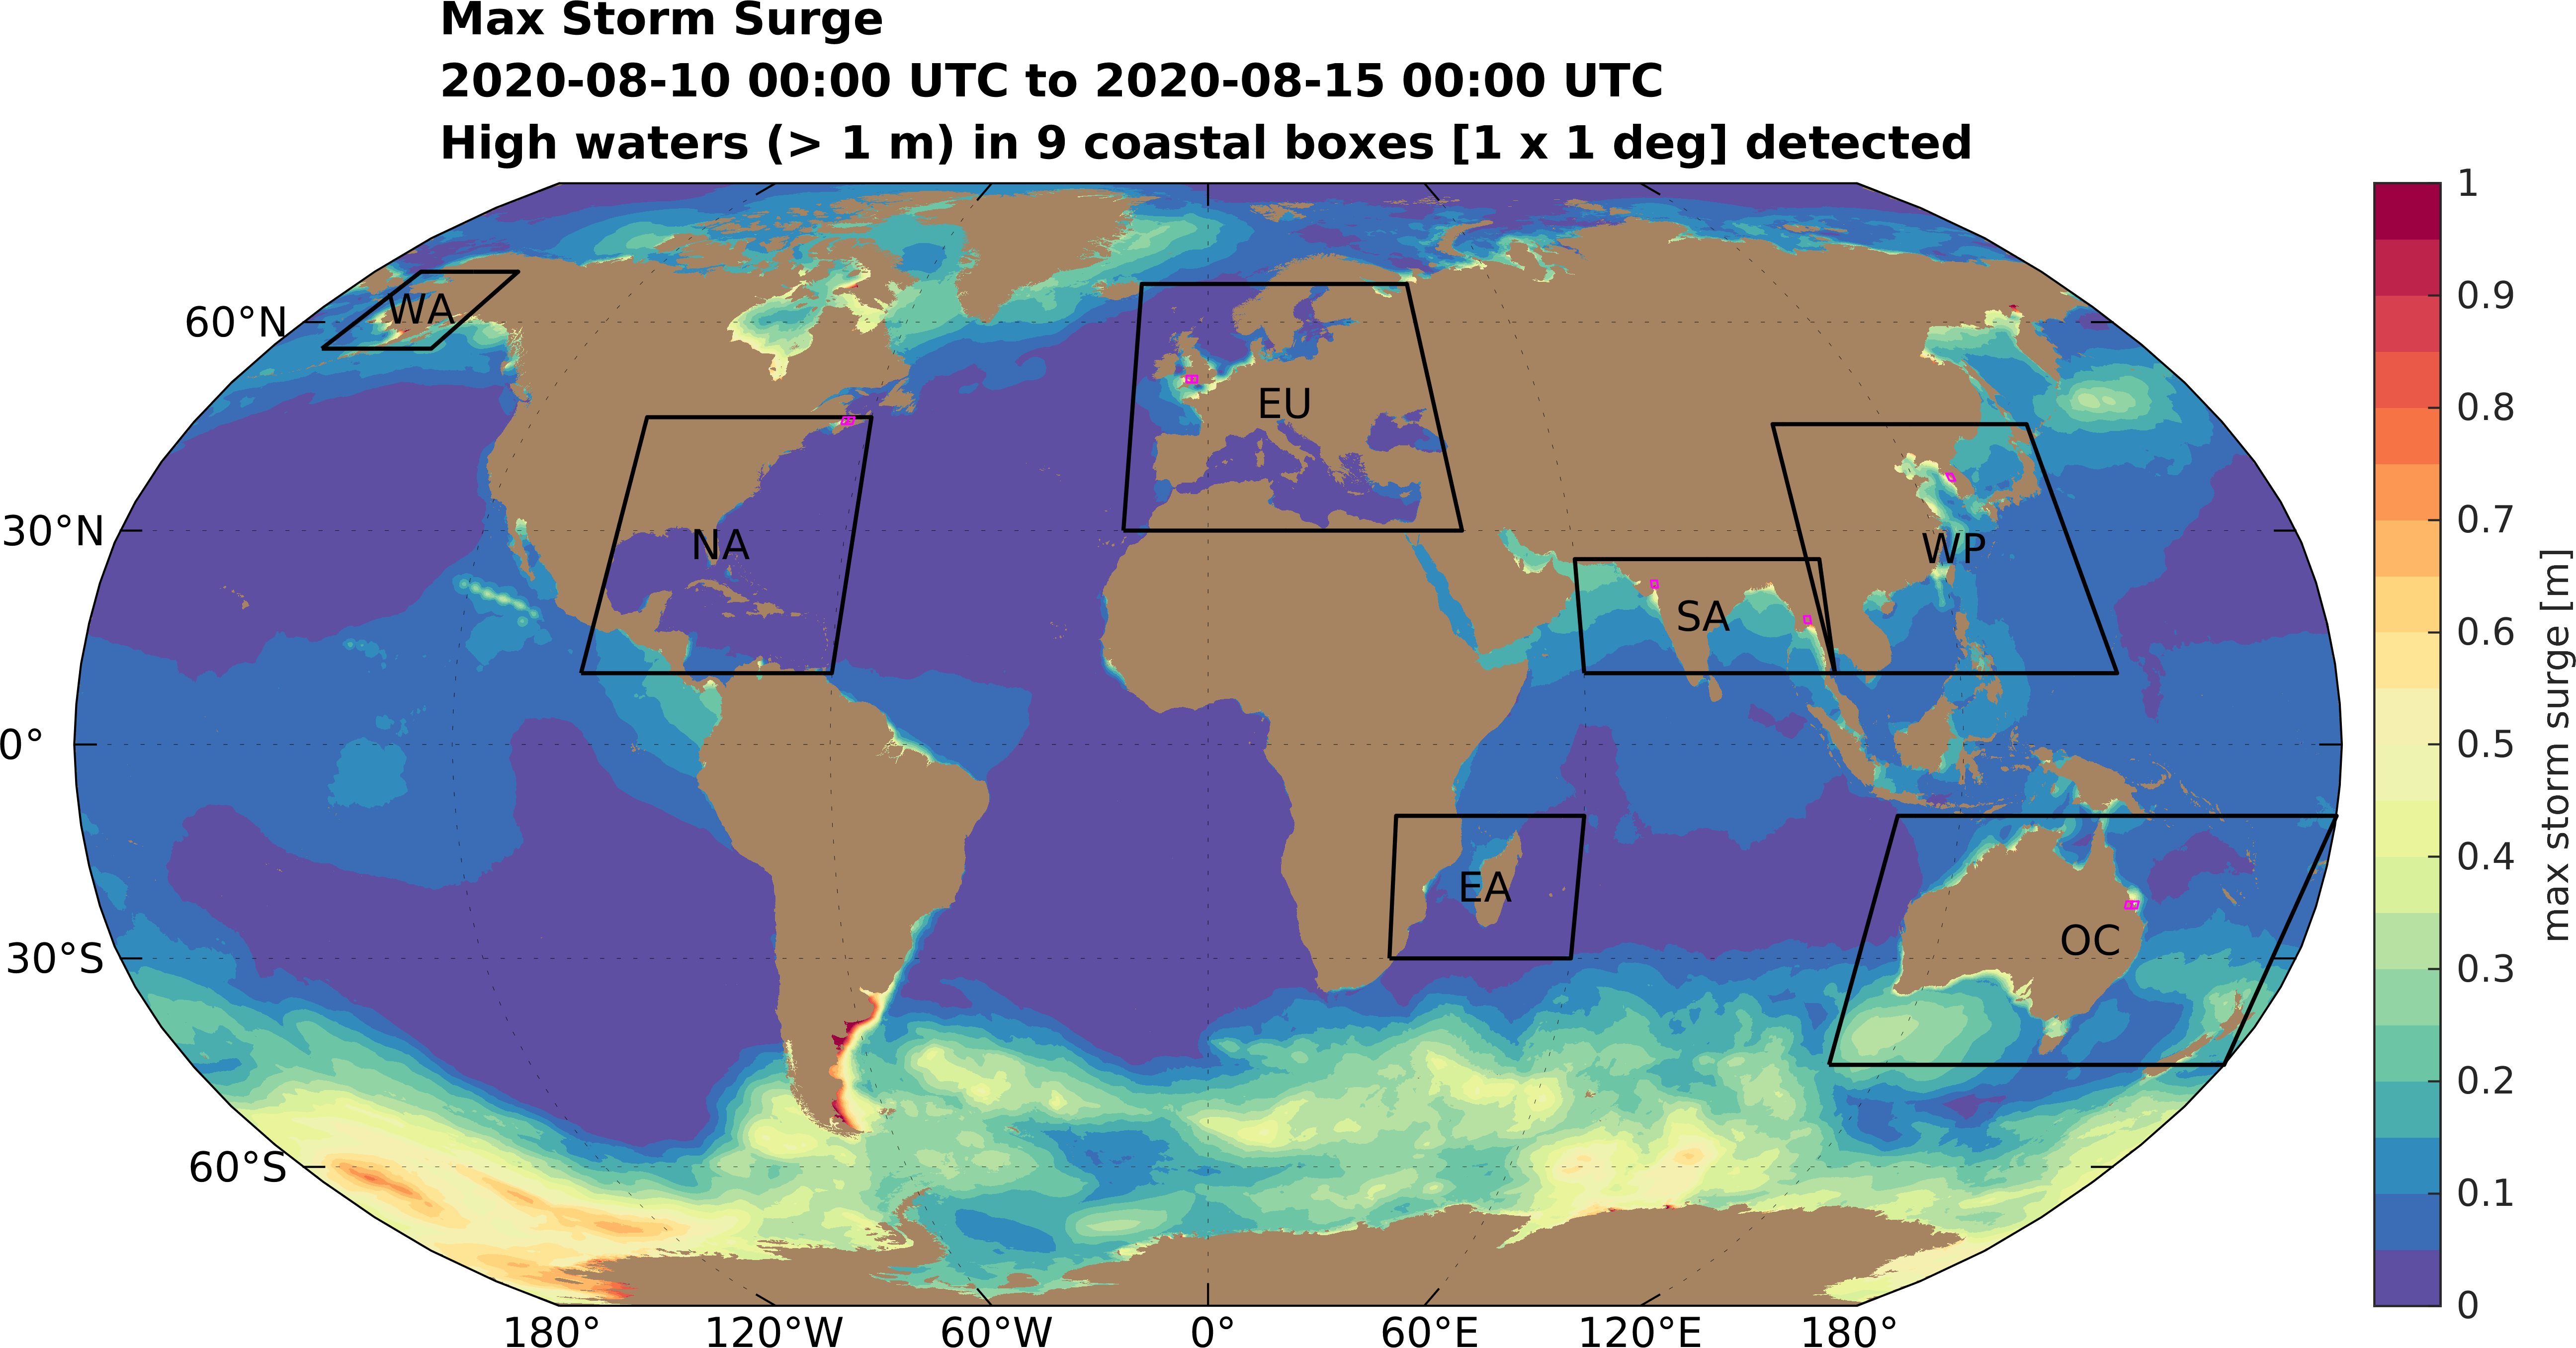 Max Storm Surge
2020-08-10 00:00 UTC to 2020-08-15 00:00 UTC
High waters (> 1 m) in 9 coastal boxes [1 x 1 deg] detected
60°N
30°N
0°
30°S
60°S
WA
NA
EU
SA
WP
EA
OC
180°
120°W
60°W
0°
60°E
120°E
180°
1
0.9
0.8
0.7
0.6
0.5
0.4
0.3
0.2
0.1
0
max storm surge [m]